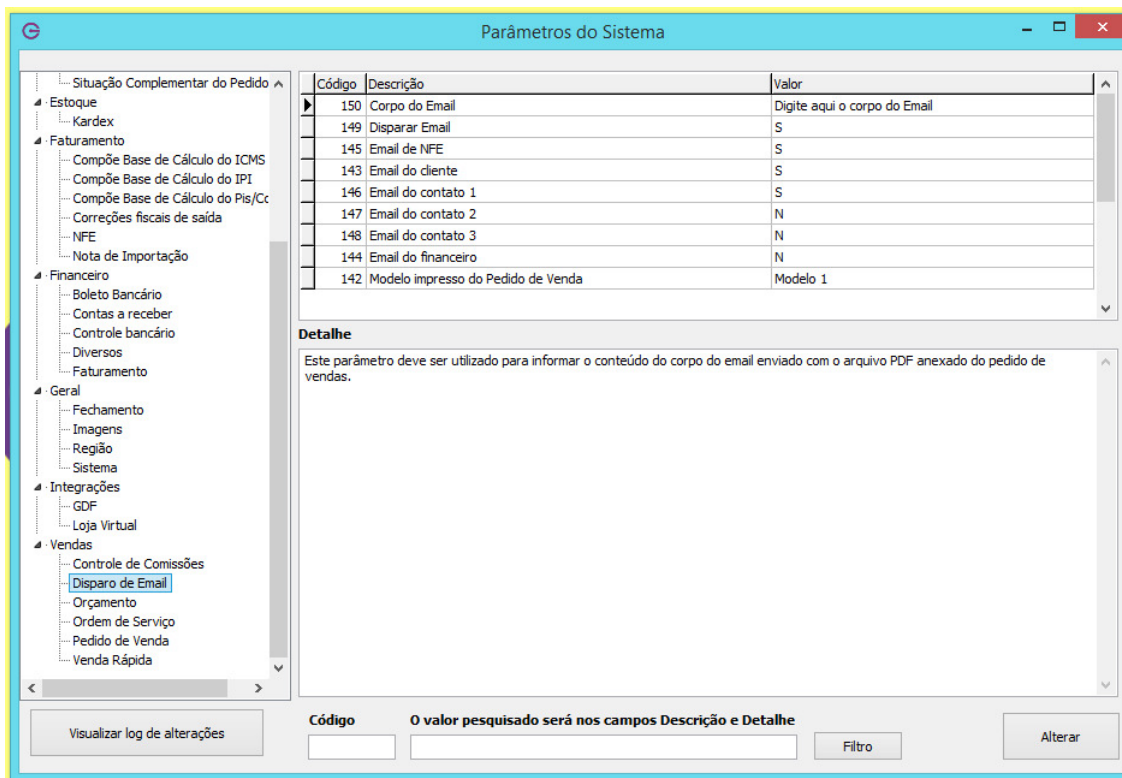 Parâmetros do Sistema
Situação Complementar do Pedido
Estoque
Kardex
Faturamento
Compõe Base de Cálculo do ICMS
Compõe Base de Cálculo do IPI
Compõe Base de Cálculo do Pis/Co
Correções fiscais de saída
NFE
Nota de Importação
Financeiro
Boleto Bancário
Contas a receber
Controle bancário
Diversos
Faturamento
Geral
Fechamento
Imagens
Região
Sistema
Integrações
GDF
Loja Virtual
Vendas
Controle de Comissões
Disparo de Email
Orçamento
Ordem de Serviço
Pedido de Venda
Venda Rápida
Visualizar log de alterações
Código Descrição Valor
150 Corpo do Email Digite aqui o corpo do Email
149 Disparar Email S
145 Email de NFE S
143 Email do cliente S
146 Email do contato 1 S
147 Email do contato 2 N
148 Email do contato 3 N
144 Email do financeiro N
142 Modelo impresso do Pedido de Venda Modelo 1
Detalhe
Este parâmetro deve ser utilizado para informar o conteúdo do corpo do email enviado com o arquivo PDF anexado do pedido de
vendas.
Código O valor pesquisado será nos campos Descrição e Detalhe
Filtro
Alterar